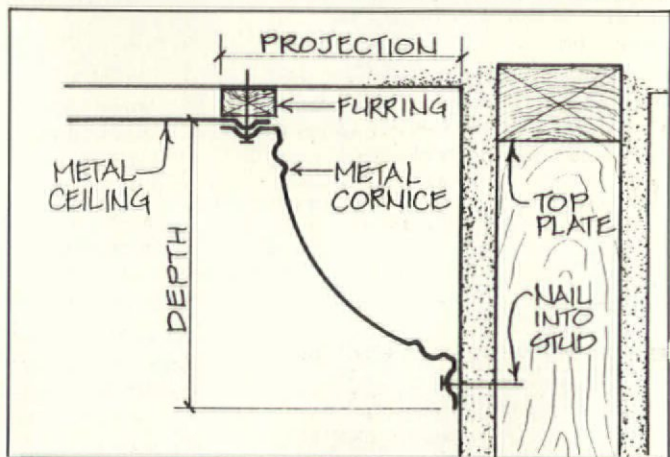 PROJECTION
FURRING
METAL
CEILING
METAL
CORNICE
TOP
PLATE
DEPTH
NAIL
INTO
STUD